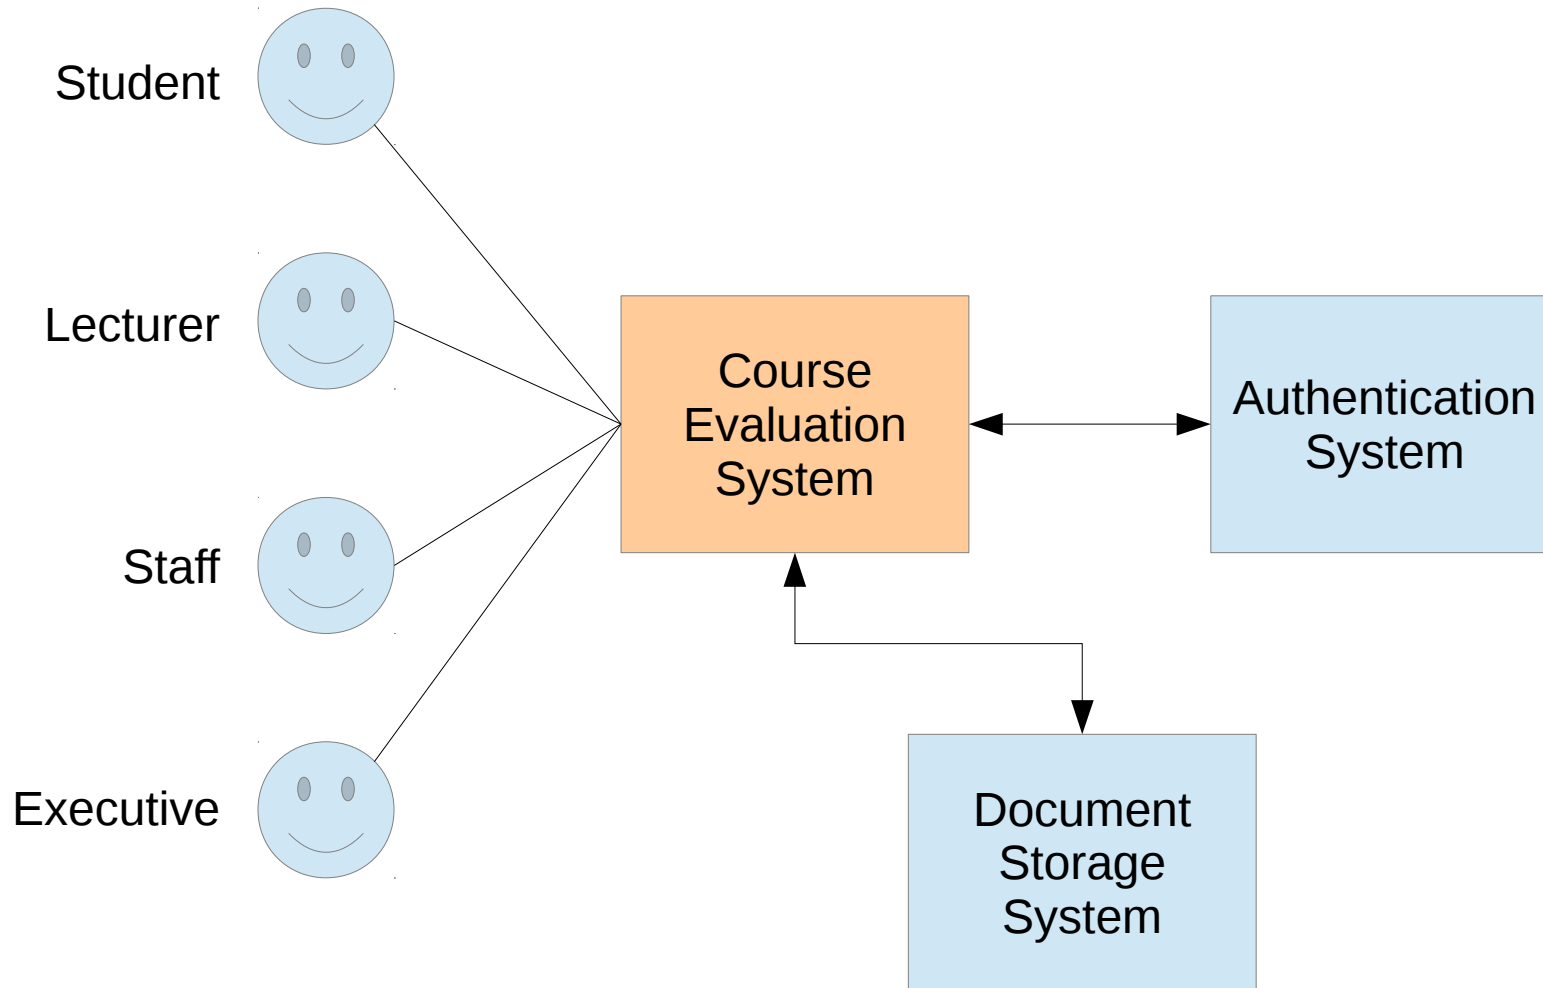 Student
Lecturer
Staff
Executive
Course
Evaluation
System
Authentication
System
Document
Storage
System